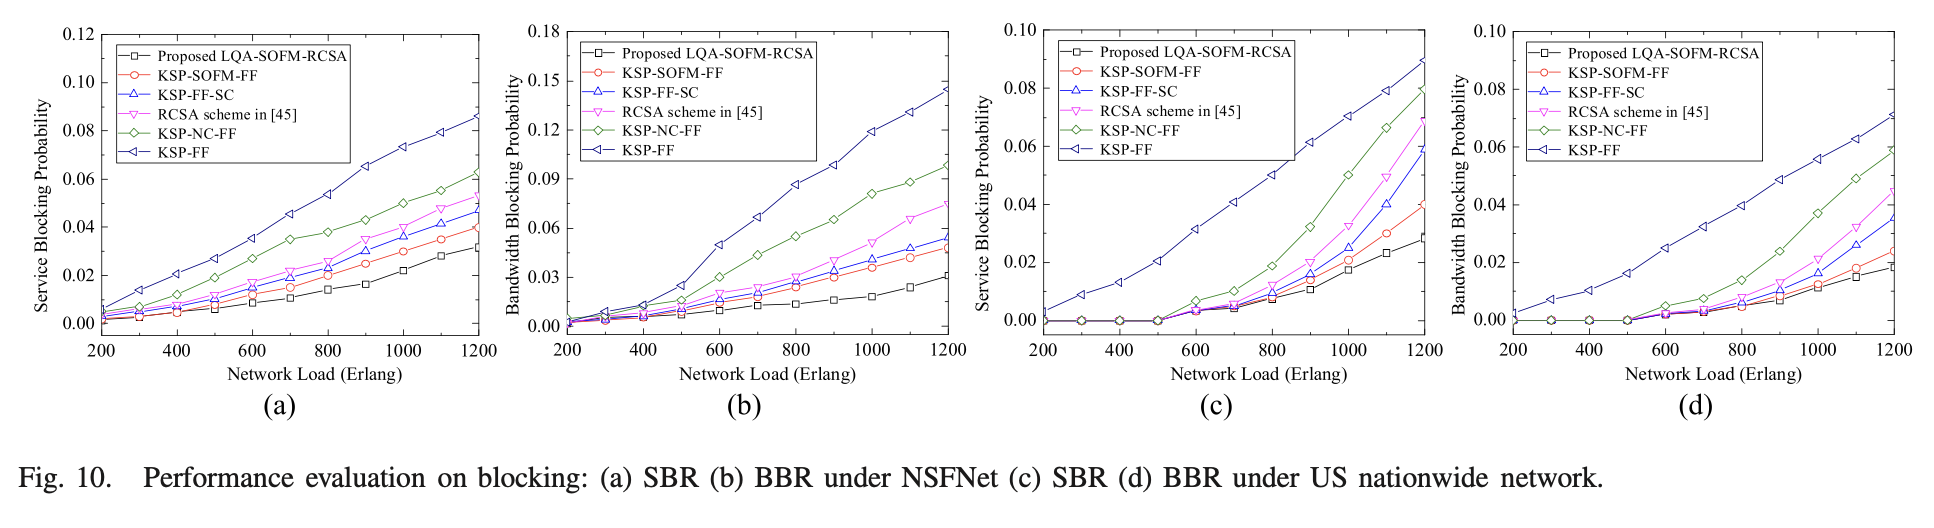 (a)
(b)
(c)
(d)
0.12
0.10
0.08
0.06
0.04
0.02
0.00
Service Blocking Probability
Proposed LQA-SOFM-RCSA
KSP-SOFM-FF
KSP-FF-SC
RCSA scheme in [45]
KSP-NC-FF
KSP-FF
200 400 600 800 1000 1200
Network Load (Erlang)
(a)
0.18
0.15
0.12
0.09
0.06
0.03
0.00
Bandwidth Blocking Probability
Proposed LQA-SOFM-RCSA
KSP-SOFM-FF
KSP-FF-SC
RCSA scheme in [45]
KSP-NC-FF
KSP-FF
200 400 600 800 1000 1200
Network Load (Erlang)
(b)
0.10
0.08
0.06
0.04
0.02
0.00
Service Blocking Probability
Proposed LQA-SOFM-RCSA
KSP-SOFM-FF
KSP-FF-SC
RCSA scheme in [45]
KSP-NC-FF
KSP-FF
200 400 600 800 1000 1200
Network Load (Erlang)
(c)
0.10
0.08
0.06
0.04
0.02
0.00
Bandwidth Blocking Probability
Proposed LQA-SOFM-RCSA
KSP-SOFM-FF
KSP-FF-SC
RCSA scheme in [45]
KSP-NC-FF
KSP-FF
200 400 600 800 1000 1200
Network Load (Erlang)
(d)
Fig. 10. Performance evaluation on blocking: (a) SBR (b) BBR under NSFNet (c) SBR (d) BBR under US nationwide network.